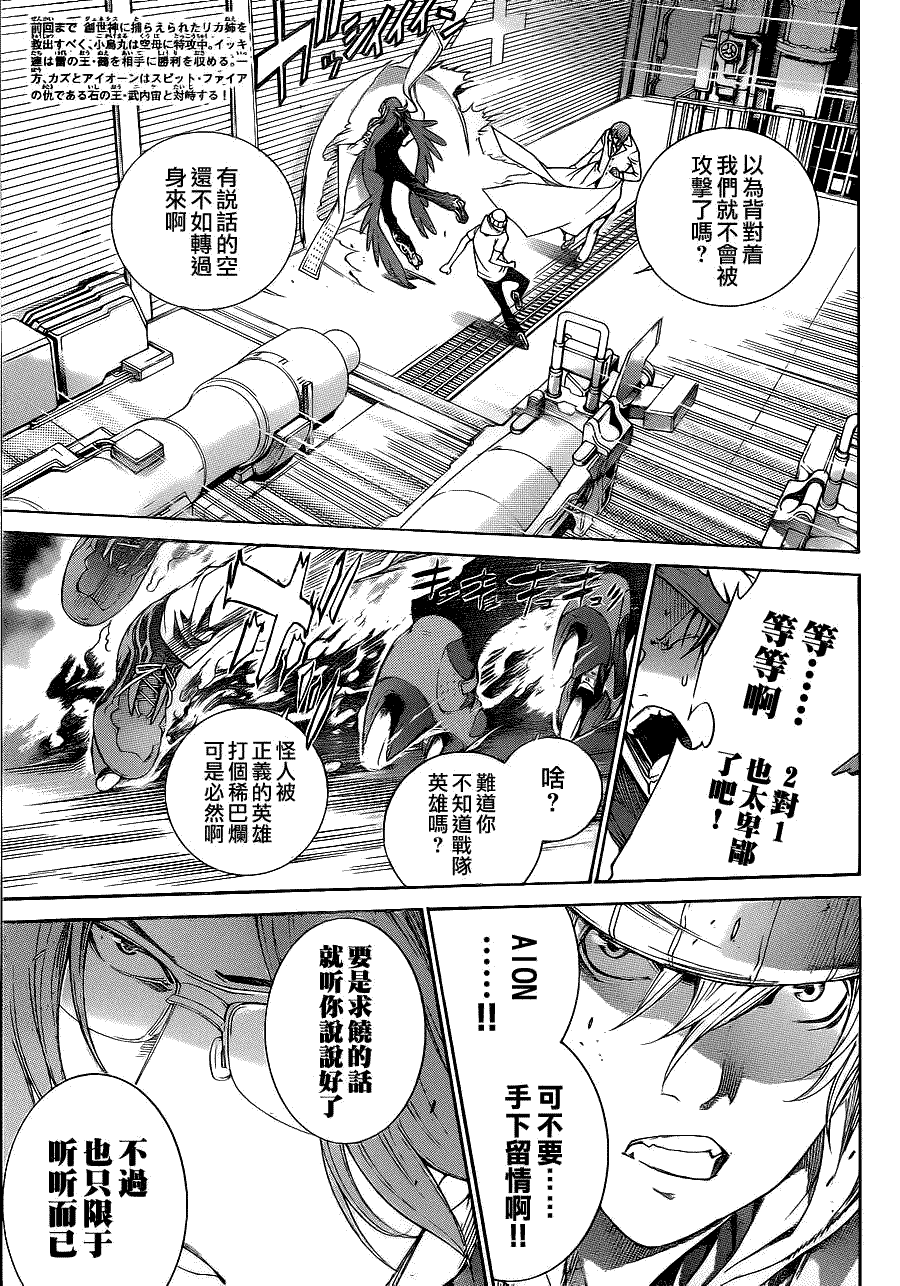 前回まで 創世神に捕らえられたリカ姉を
救出すべく、小烏丸は空母に特攻中。イッキ
達は雷の王・鵺を相手に勝利を収める。一
方、カズとアイオーンはスピット・ファイア
の仇である石の王・武内宙と対峙する!
以為背對着
我們就不會被
攻擊了嗎?
有説話的空
還不如轉過
身來啊
等……
等等啊
2對1
也太卑鄙
了吧!
啥?
難道你
不知道戰隊
英雄嗎?
怪人被
正義的英雄
打個稀巴爛
可是必然啊
AION
……!!
可不要……
手下留情啊!!
要是求饒的話
就听你說說好了
不過
也只限于
听听而已